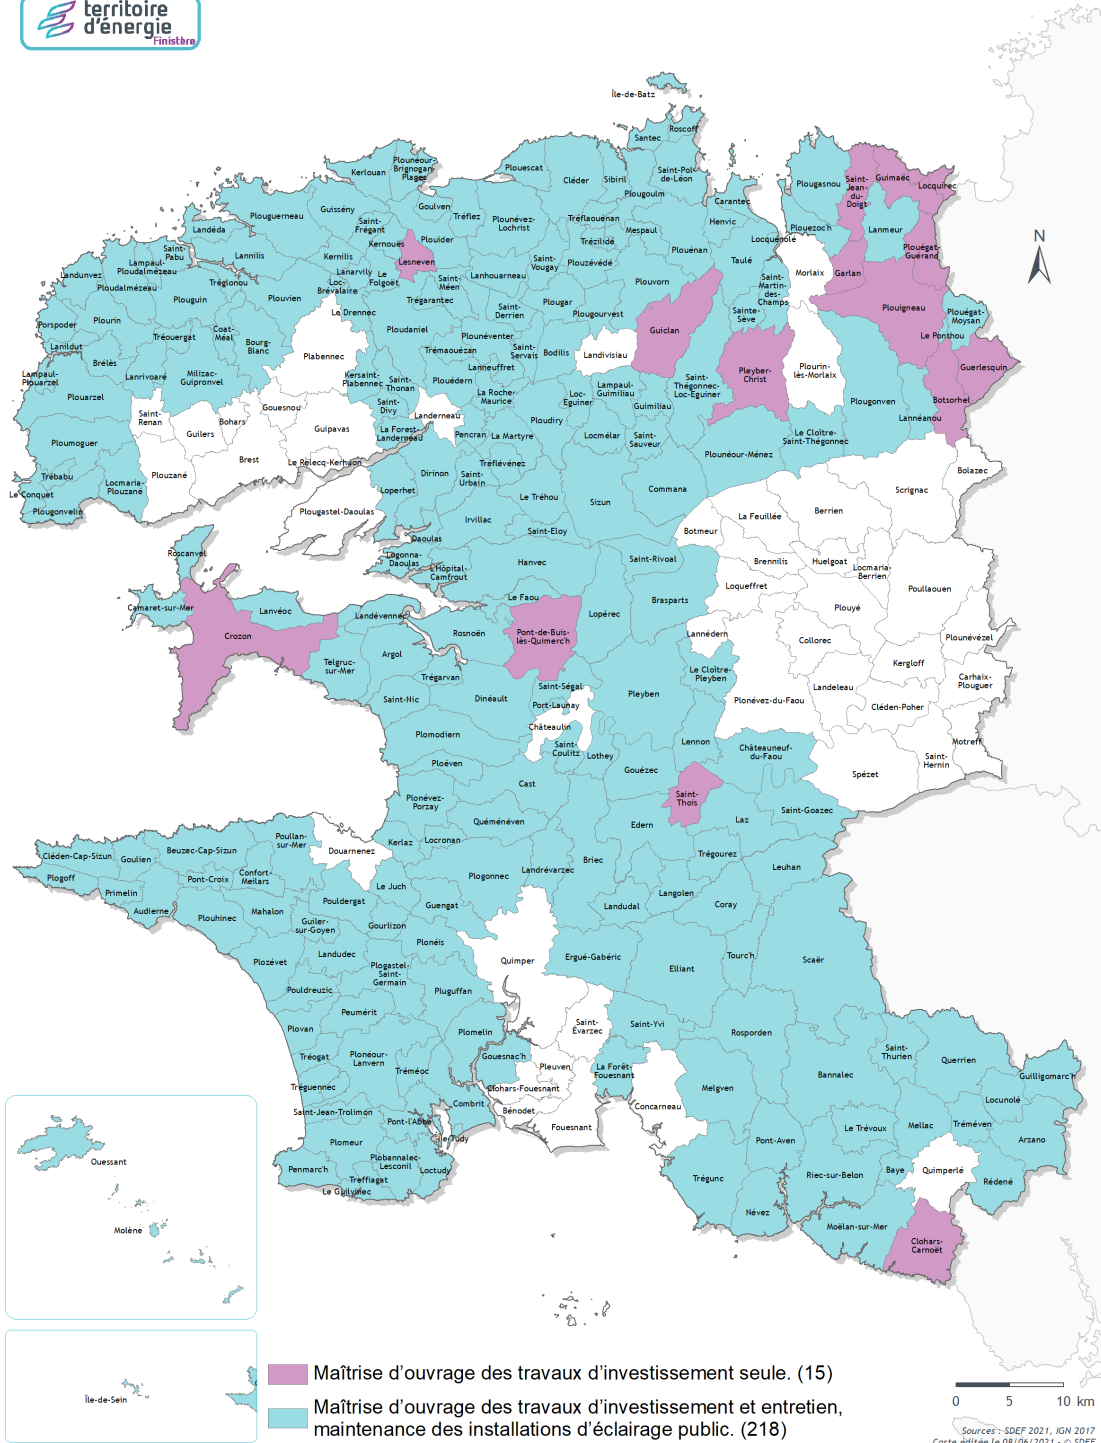 territoire
d'énergie
Finistère
Île-de-Batz
Roscoff
Santec
Plounéour-
Brignogan-
Plages
Kerlouan
Plouescat
Cléder
Sibiril
Saint-Pol-
de-Léon
Plougoulm
Carantec
Plougasnou
Saint-
Jean-
du-
Doigt
Guimaëc
Locquirec
Plouguerneau
Guissény
Goulven
Tréflez
Plounévez-
Lochrist
Tréflaouénan
Mespaul
Henvic
Plouezoc'h
Lanmeur
Landéda
Saint-
Frégant
Kernouës
Plouider
Trézilidé
Plouénan
Locquénolé
Plouégat-
Guérand
Saint-
Pabu
Lannilis
Kernilis
Lesneven
Saint-
Vougay
Plouzévédé
Taulé
Morlaix
Garlan
Lampaul-
Ploudalmézeau
Landunvez
Tréglonou
Lanarvily
Loc-
Brévalaire
Le
Folgoët
Saint-
Méen
Lanhouarneau
Plouvorn
Saint-
Martin-
des-
Champs
Ploudalmézeau
Plouguin
Plouvien
Trégarantec
Plougar
Plouigneau
Plouégat-
Moysan
Porspoder
Plourin
Le Drennec
Saint-
Derrien
Plougourvest
Sainte-
Sève
Guiclan
Lanildut
Tréouergat
Coat-
Méal
Bourg-
Blanc
Ploudaniel
Plounéventer
Le Ponthou
Brélès
Plabennec
Trémaouézan
Saint-
Servais
Bodilis
Landivisiau
Guerlesquin
Lampaul-
Plouarzel
Lanrivoaré
Milizac-
Guipronvel
Kersaint-
Plabennec
Saint-
Thonan
Lanneuffret
Plouédern
Pleyber-
Christ
Plourin-
lès-Morlaix
Plouarzel
La Roche-
Maurice
Loc-
Eguiner
Lampaul-
Guimiliau
Saint-
Thégonnec-
Loc-Eguiner
Plougonven
Botsorhel
Saint-
Renan
Gouesnou
Saint-
Divy
Landerneau
Guimiliau
Lannéanou
Bohars
Guipavas
La Forest-
Landerneau
Ploudiry
Ploumoguer
Guilers
Pencran
La Martyre
Locmélar
Saint-
Sauveur
Le Cloître-
Saint-Thégonnec
Brest
Le Relecq-Kerhuon
Plounéour-Ménez
Trébabu
Plouzané
Tréflévénez
Dirinon
Saint-
Urbain
Bolazec
Le Conquet
Locmaria-
Plouzané
Loperhet
Le Tréhou
Sizun
Commana
Scrignac
Plougonvelin
Plougastel-Daoulas
Irvillac
Saint-Eloy
Botmeur
La Feuillée
Berrien
Daoulas
Roscanvel
Logonna-
Daoulas
L'Hôpital-
Camfrout
Hanvec
Saint-Rivoal
Brennilis
Huelgoat
Locmaria-
Berrien
Loqueffret
Poullaouen
Camaret-sur-Mer
Lanvéoc
Landévennec
Le Faou
Lopérec
Brasparts
Plouyé
Crozon
Rosnoën
Pont-de-Buis-
lès-Quimerc'h
Lannédern
Collorec
Plounévézel
Telgruc-
sur-Mer
Argol
Trégarvan
Le Cloître-
Pleyben
Kergloff
Carhaix-
Plouguer
Saint-Nic
Dinéault
Saint-Ségal
Port-Launay
Pleyben
Plonévez-du-Faou
Landeleau
Cléden-Poher
Châteaulin
Plomodiern
Saint-
Coulitz
Lothey
Lennon
Châteauneuf-
du-Faou
Motreff
Ploéven
Gouézec
Spézet
Saint-
Hernin
Cast
Plonévez-
Porzay
Saint-
Thois
Saint-Goazec
Quéménéven
Edern
Laz
Poullan-
sur-Mer
Douarnenez
Kerlaz
Locronan
Cléden-Cap-Sizun
Goulien
Beuzec-Cap-Sizun
Briec
Trégourez
Leuhan
Plogoff
Pont-Croix
Confort-
Meilars
Le Juch
Plogonnec
Landrévarzec
Primelin
Pouldergat
Guengat
Langolen
Coray
Landudal
Audierne
Plouhinec
Mahalon
Guiler-
sur-Goyen
Gourlizon
Plonéis
Plozévet
Landudec
Plogastel-
Saint-
Germain
Quimper
Ergué-Gabéric
Elliant
Tourc'h
Scaër
Pouldreuzic
Pluguffan
Peumérit
Plovan
Plomelin
Saint-
Évarzec
Saint-Yvi
Rosporden
Tréogat
Plonéour-
Lanvern
Gouesnac'h
Pleuven
La Forêt-
Fouesnant
Saint-
Thurien
Querrien
Tréméoc
Bannalec
Guilligomarc'h
Tréguennec
Clohars-Fouesnant
Melgven
Locunolé
Saint-Jean-Trolimon
Pont-l'Abbé
Combrit
Bénodet
Concarneau
Le Trévoux
Mellac
Tréméven
Fouesnant
Arzano
Plomeur
Île-Tudy
Pont-Aven
Plobannalec-
Lesconil
Penmarc'h
Loctudy
Treffiagat
Le Guilvinec
Trégunc
Riec-sur-Belon
Baye
Quimperlé
Rédené
Névez
Moëlan-sur-Mer
Clohars-
Carnoët
Ouessant
Molène
Île-de-Sein
N
Maîtrise d'ouvrage des travaux d'investissement seule. (15)
Maîtrise d'ouvrage des travaux d'investissement et entretien,
maintenance des installations d'éclairage public. (218)
0 5 10 km
Sources : SDEF 2021, IGN 2017
Carte éditée le 08/06/2021 - © SDEF